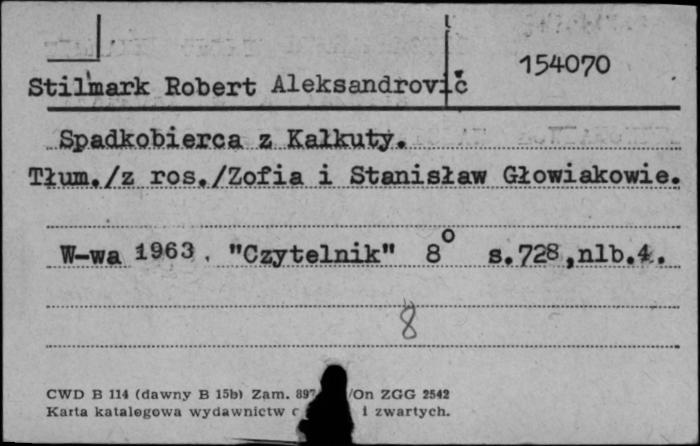 154070
Stilmark Robert Aleksandrovič
Spadkobierca z Kalkuty.
Tłum./z ros./Zofia i Stanisław Głowiakowie.
W-wa 1963. "Czytelnik" 8° s.728,nlb.4.
8
CWD B 114 (dawny B 15b) Zam. /On ZGG 2542
Karta katalogowa wydawnictw i zwartych.